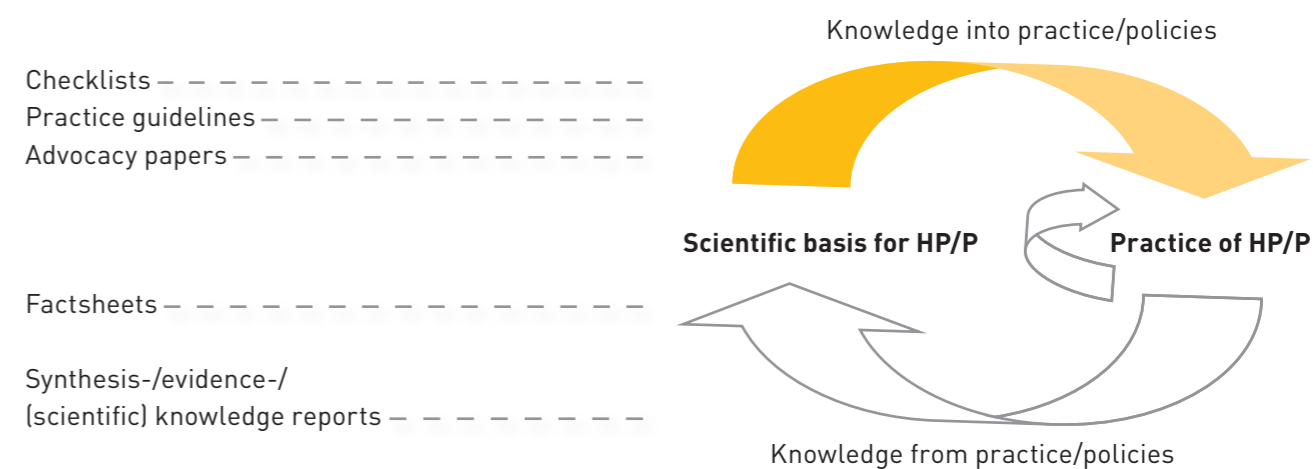 Knowledge into practice/policies
Checklists
Practice guidelines
Advocacy papers
Scientific basis for HP/P
Practice of HP/P
Factsheets
Synthesis-/evidence-/
(scientific) knowledge reports
Knowledge from practice/policies